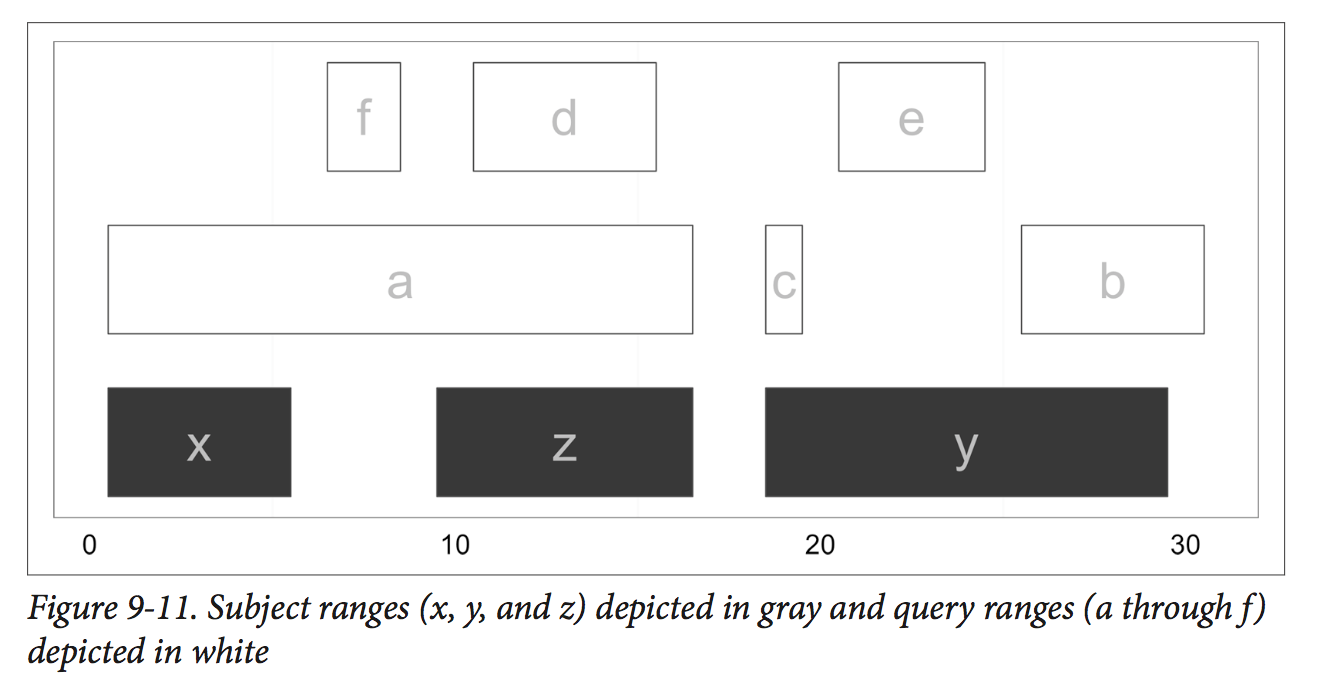 f d e
a c b
x z y
0 10 20 30
Figure 9-11. Subject ranges (x, y, and z) depicted in gray and query ranges (a through f)
depicted in white